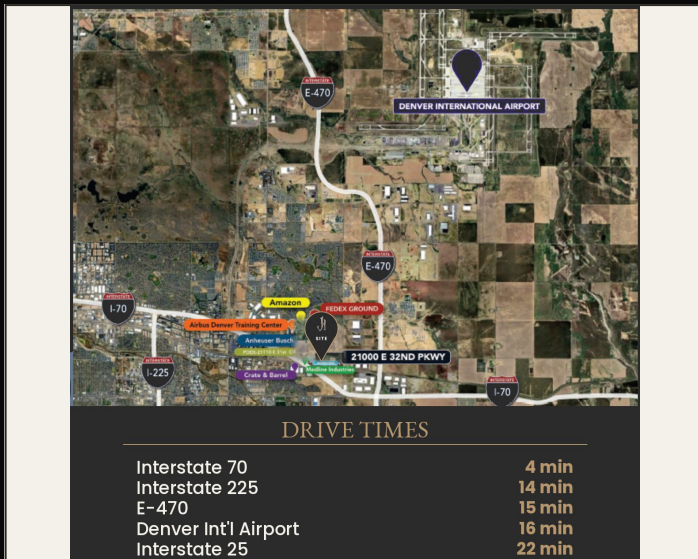 INTERSTATE
E-470
DENVER INTERNATIONAL AIRPORT
INTERSTATE
E-470
INTERSTATE
I-70
Amazon
FEDEX GROUND
Airbus Denver Training Center
SITE
Anheuser Busch
21000 E 32ND PKWY
INTERSTATE
I-225
Crate & Barrel
Medline Industries
INTERSTATE
I-70
DRIVE TIMES
Interstate 70 4 min
Interstate 225 14 min
E-470 15 min
Denver Int'l Airport 16 min
Interstate 25 22 min